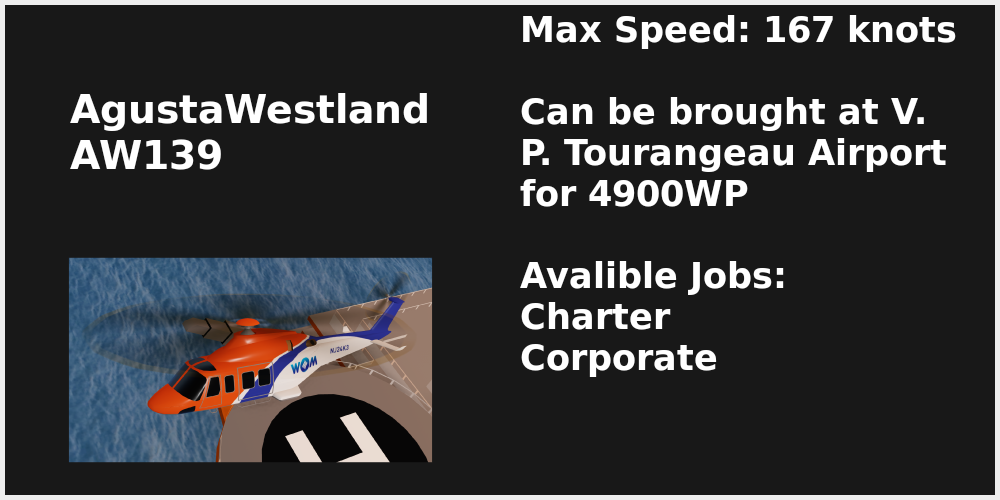 AgustaWestland
AW139
Max Speed: 167 knots
Can be brought at V.
P. Tourangeau Airport
for 4900WP
Avalible Jobs:
Charter
Corporate
WOM